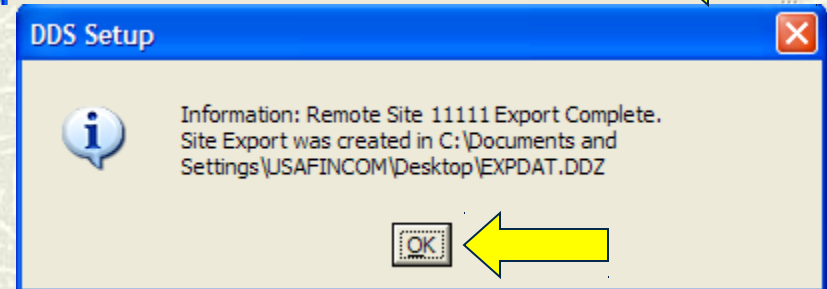 DDS Setup
Information: Remote Site 11111 Export Complete.
Site Export was created in C:\Documents and
Settings\USAFINCOM\Desktop\EXPDAT.DDZ
OK